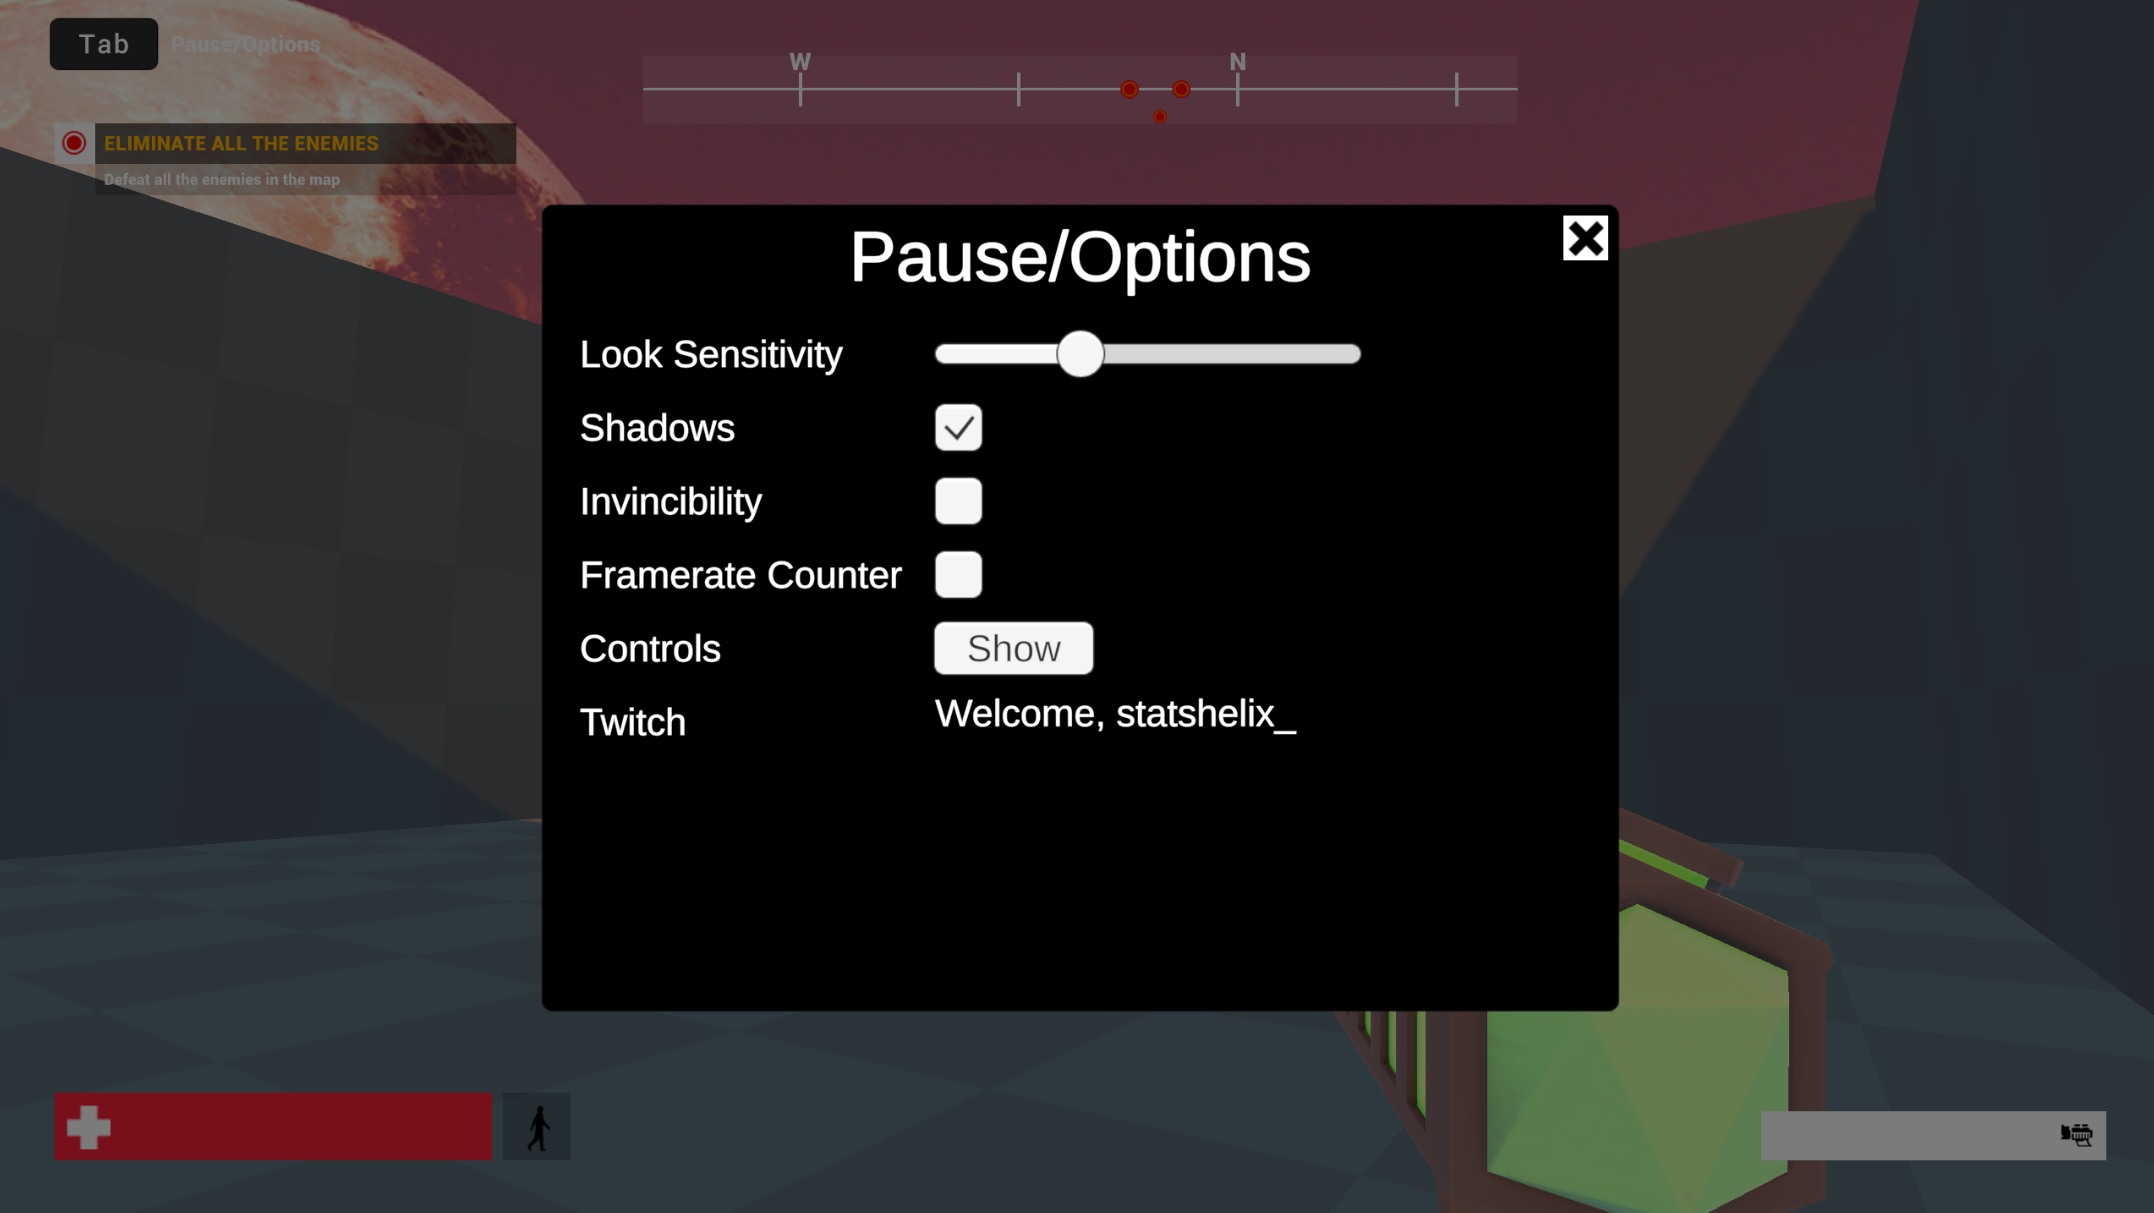 Tab Pause/Options
W N
ELIMINATE ALL THE ENEMIES
Defeat all the enemies in the map
Pause/Options
Look Sensitivity
Shadows
Invincibility
Framerate Counter
Controls Show
Twitch Welcome, statshelix_